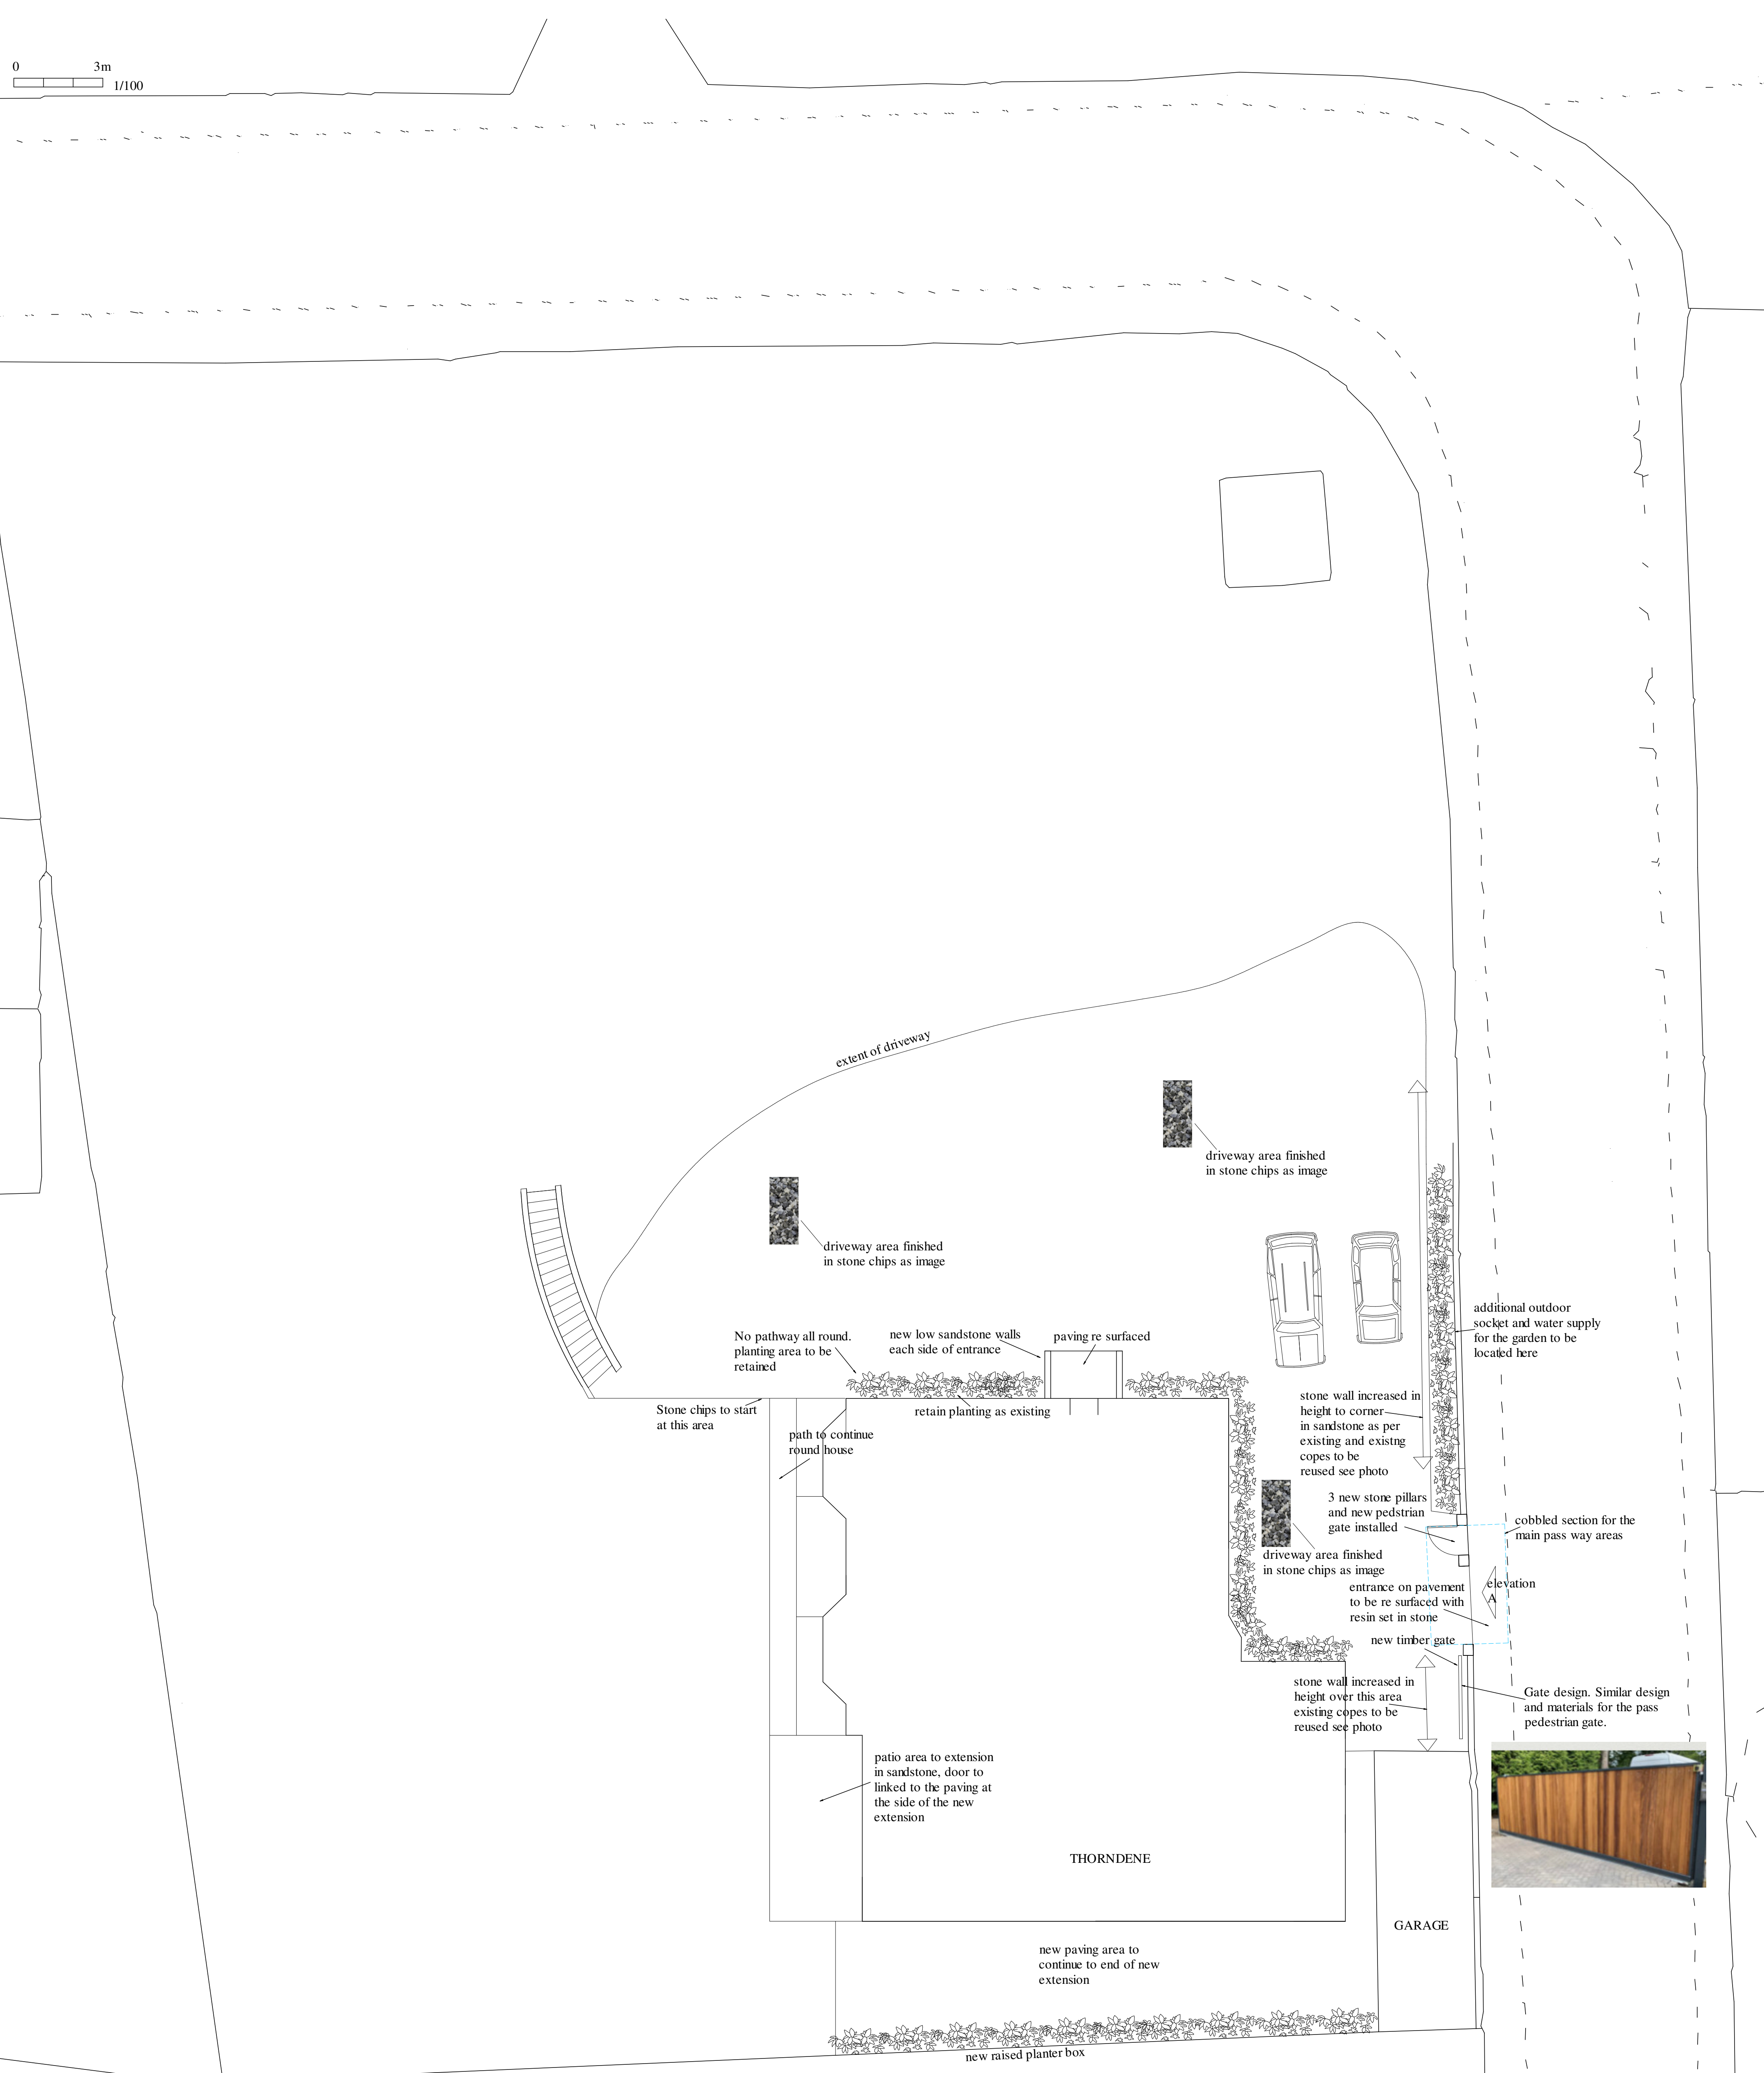 0 3m
1/100
extent of driveway
driveway area finished
in stone chips as image
driveway area finished
in stone chips as image
additional outdoor
socket and water supply
for the garden to be
located here
No pathway all round.
planting area to be
retained
new low sandstone walls
each side of entrance
paving re surfaced
Stone chips to start
at this area
retain planting as existing
stone wall increased in
height to corner
in sandstone as per
existing and existng
copes to be
reused see photo
path to continue
round house
3 new stone pillars
and new pedstrian
gate installed
cobbled section for the
main pass way areas
driveway area finished
in stone chips as image
elevation
A
entrance on pavement
to be re surfaced with
resin set in stone
new timber gate
stone wall increased in
height over this area
existing copes to be
reused see photo
Gate design. Similar design
and materials for the pass
pedestrian gate.
patio area to extension
in sandstone, door to
linked to the paving at
the side of the new
extension
THORNDENE
GARAGE
new paving area to
continue to end of new
extension
new raised planter box